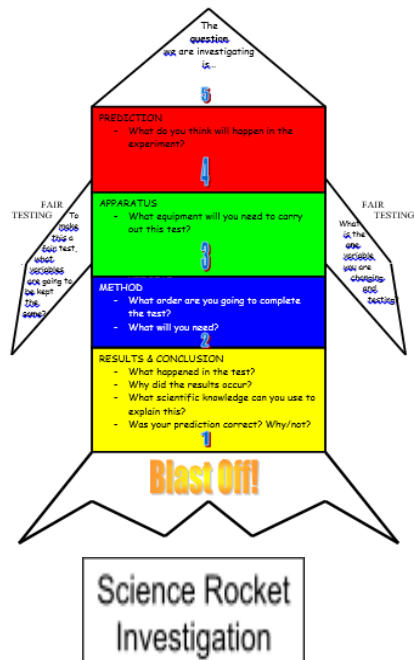 The
question
we are investigating
is...
5
PREDICTION
- What do you think will happen in the
experiment?
4
FAIR
TESTING
To
make
this a
fair test,
what
variables
are going to
be kept
the
same?
APPARATUS
- What equipment will you need to carry
out this test?
3
FAIR
TESTING
What
is the
one
variable
you are
changing
and
testing
METHOD
- What order are you going to complete
the test?
- What will you need?
2
RESULTS & CONCLUSION
- What happened in the test?
- Why did the results occur?
- What scientific knowledge can you use to
explain this?
- Was your prediction correct? Why/not?
1
Blast Off!
Science Rocket
Investigation